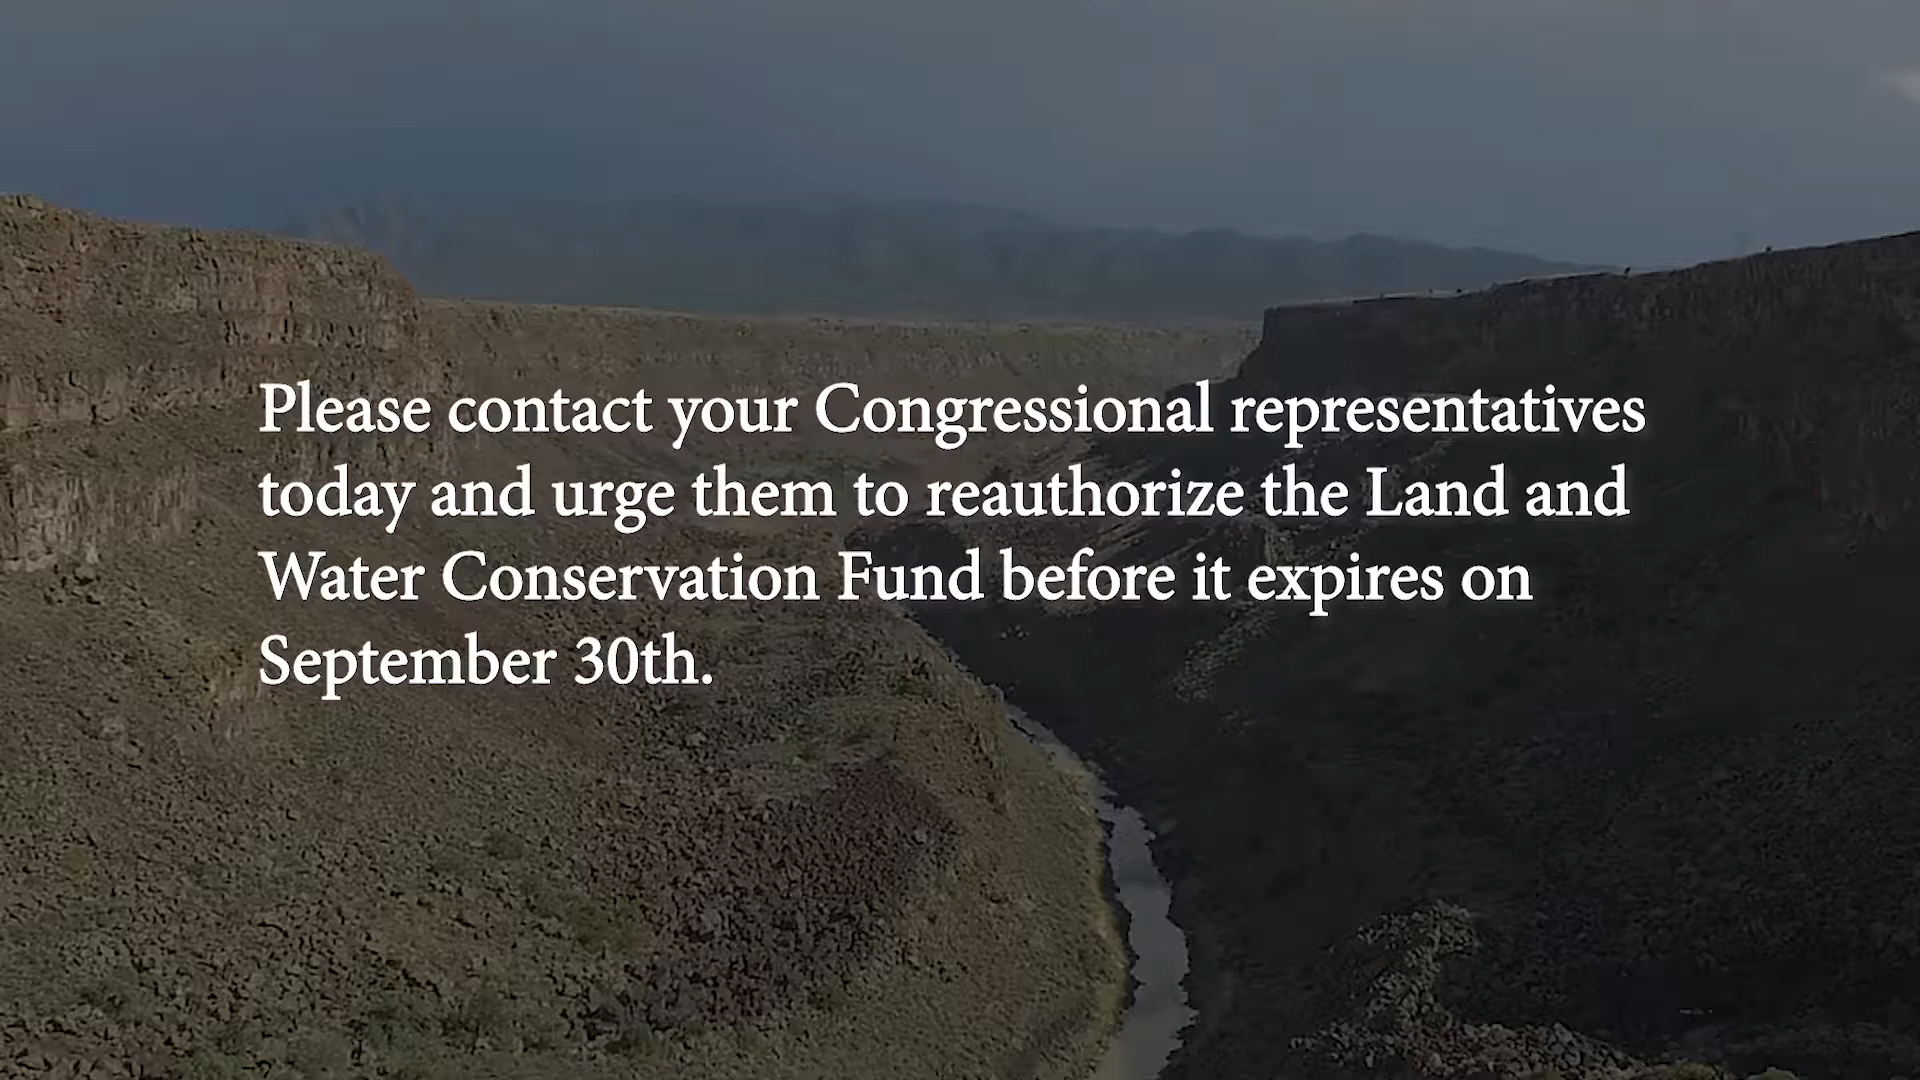 Please contact your Congressional representatives
today and urge them to reauthorize the Land and
Water Conservation Fund before it expires on
September 30th.